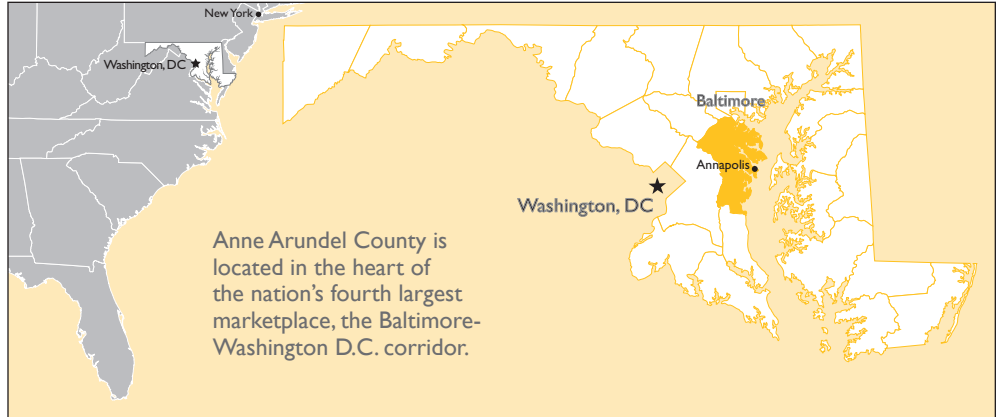 New York
Washington, DC
Baltimore
Annapolis
Washington, DC
Anne Arundel County is
located in the heart of
the nation’s fourth largest
marketplace, the Baltimore-
Washington D.C. corridor.